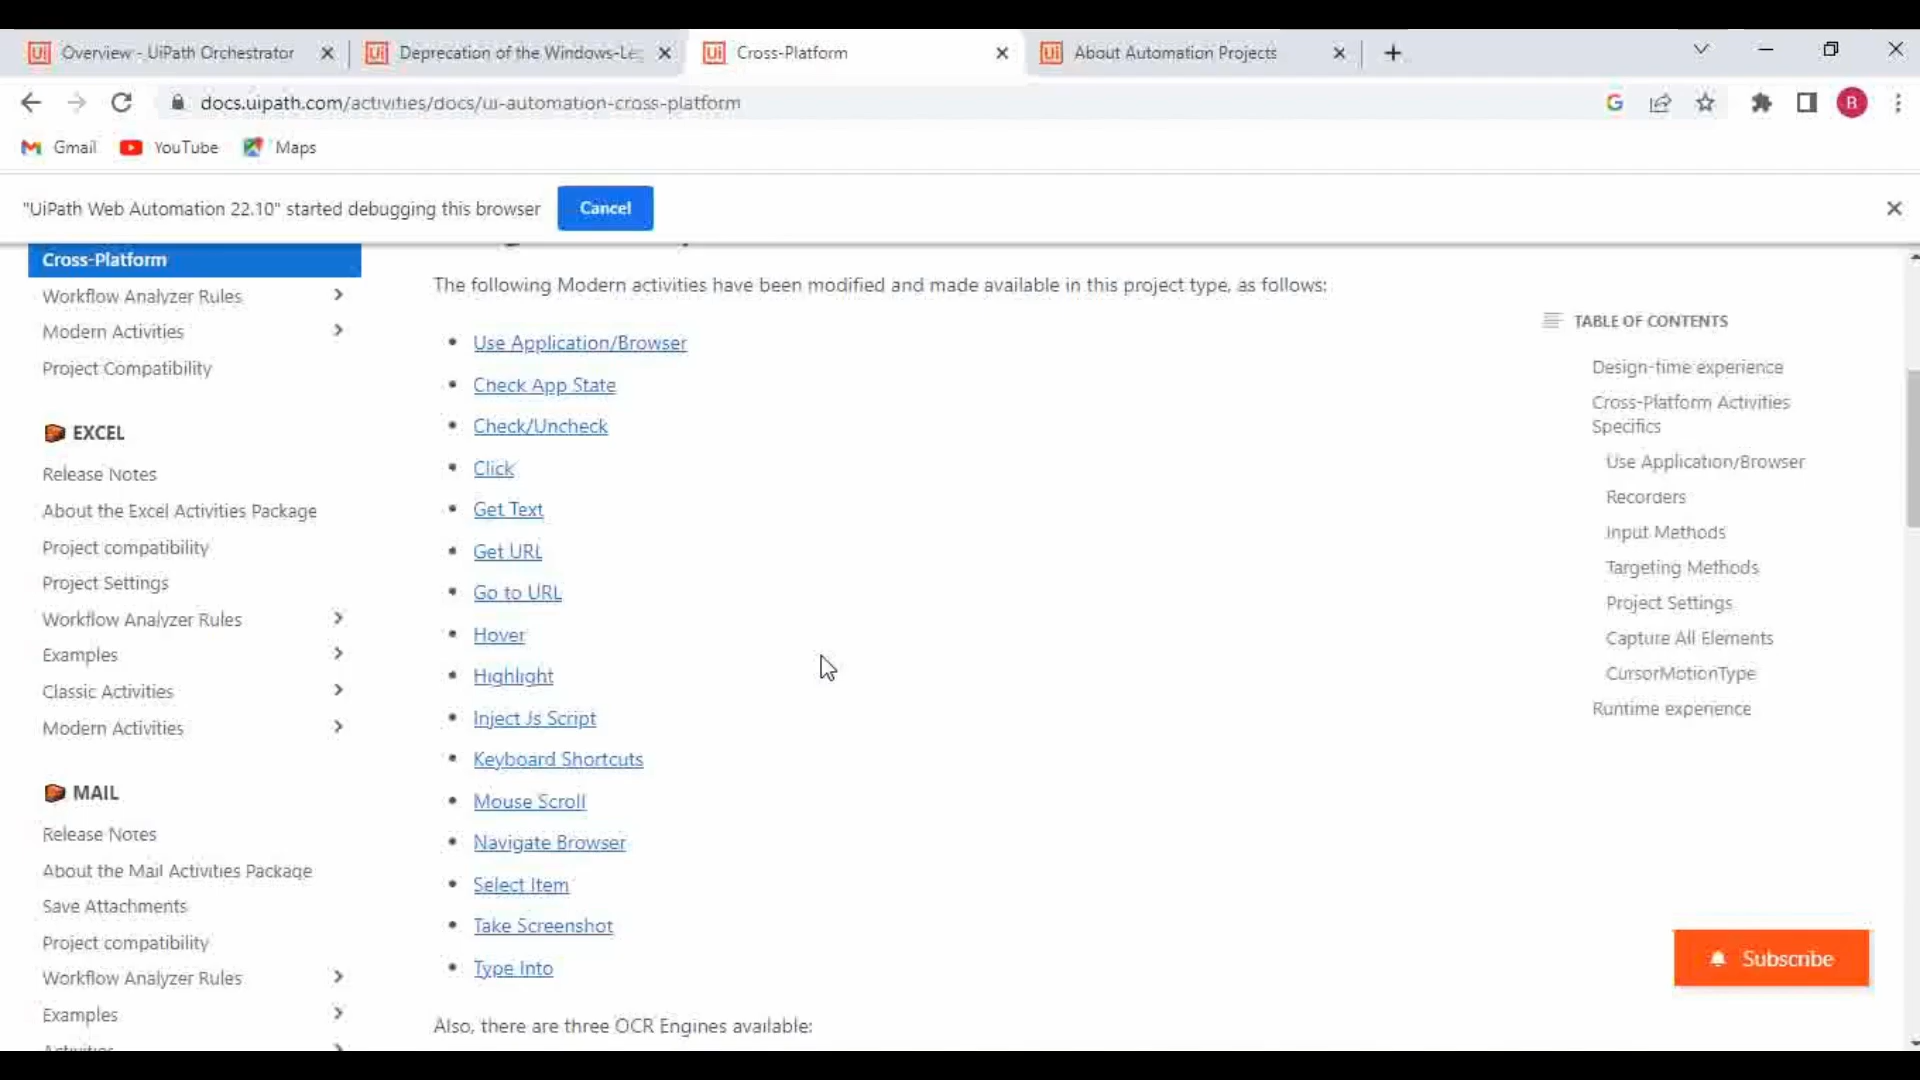 Overview - UiPath Orchestrator
Deprecation of the Windows-Le
Cross-Platform
About Automation Projects
docs.uipath.com/activities/docs/ui-automation-cross-platform
Gmail
YouTube
Maps
"UiPath Web Automation 22.10" started debugging this browser
Cancel
Cross-Platform
Workflow Analyzer Rules
Modern Activities
Project Compatibility
EXCEL
Release Notes
About the Excel Activities Package
Project compatibility
Project Settings
Workflow Analyzer Rules
Examples
Classic Activities
Modern Activities
MAIL
Release Notes
About the Mail Activities Package
Save Attachments
Project compatibility
Workflow Analyzer Rules
Examples
The following Modern activities have been modified and made available in this project type, as follows:
• Use Application/Browser
• Check App State
• Check/Uncheck
• Click
• Get Text
• Get URL
• Go to URL
• Hover
• Highlight
• Inject Js Script
• Keyboard Shortcuts
• Mouse Scroll
• Navigate Browser
• Select Item
• Take Screenshot
• Type Into
Also, there are three OCR Engines available:
TABLE OF CONTENTS
Design-time experience
Cross-Platform Activities
Specifics
Use Application/Browser
Recorders
Input Methods
Targeting Methods
Project Settings
Capture All Elements
CursorMotionType
Runtime experience
Subscribe